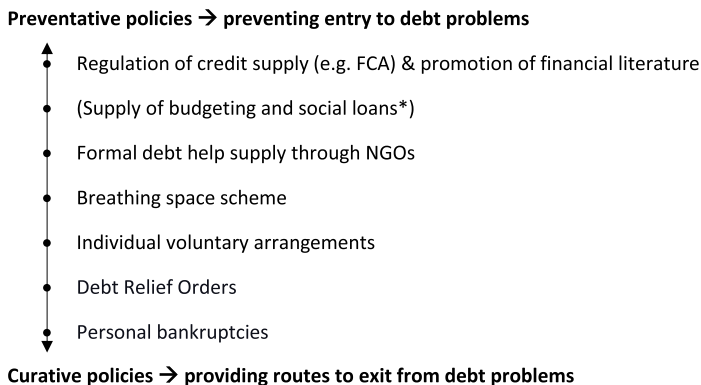 Preventative policies → preventing entry to debt problems
Regulation of credit supply (e.g. FCA) & promotion of financial literature
(Supply of budgeting and social loans*)
Formal debt help supply through NGOs
Breathing space scheme
Individual voluntary arrangements
Debt Relief Orders
Personal bankruptcies
Curative policies → providing routes to exit from debt problems